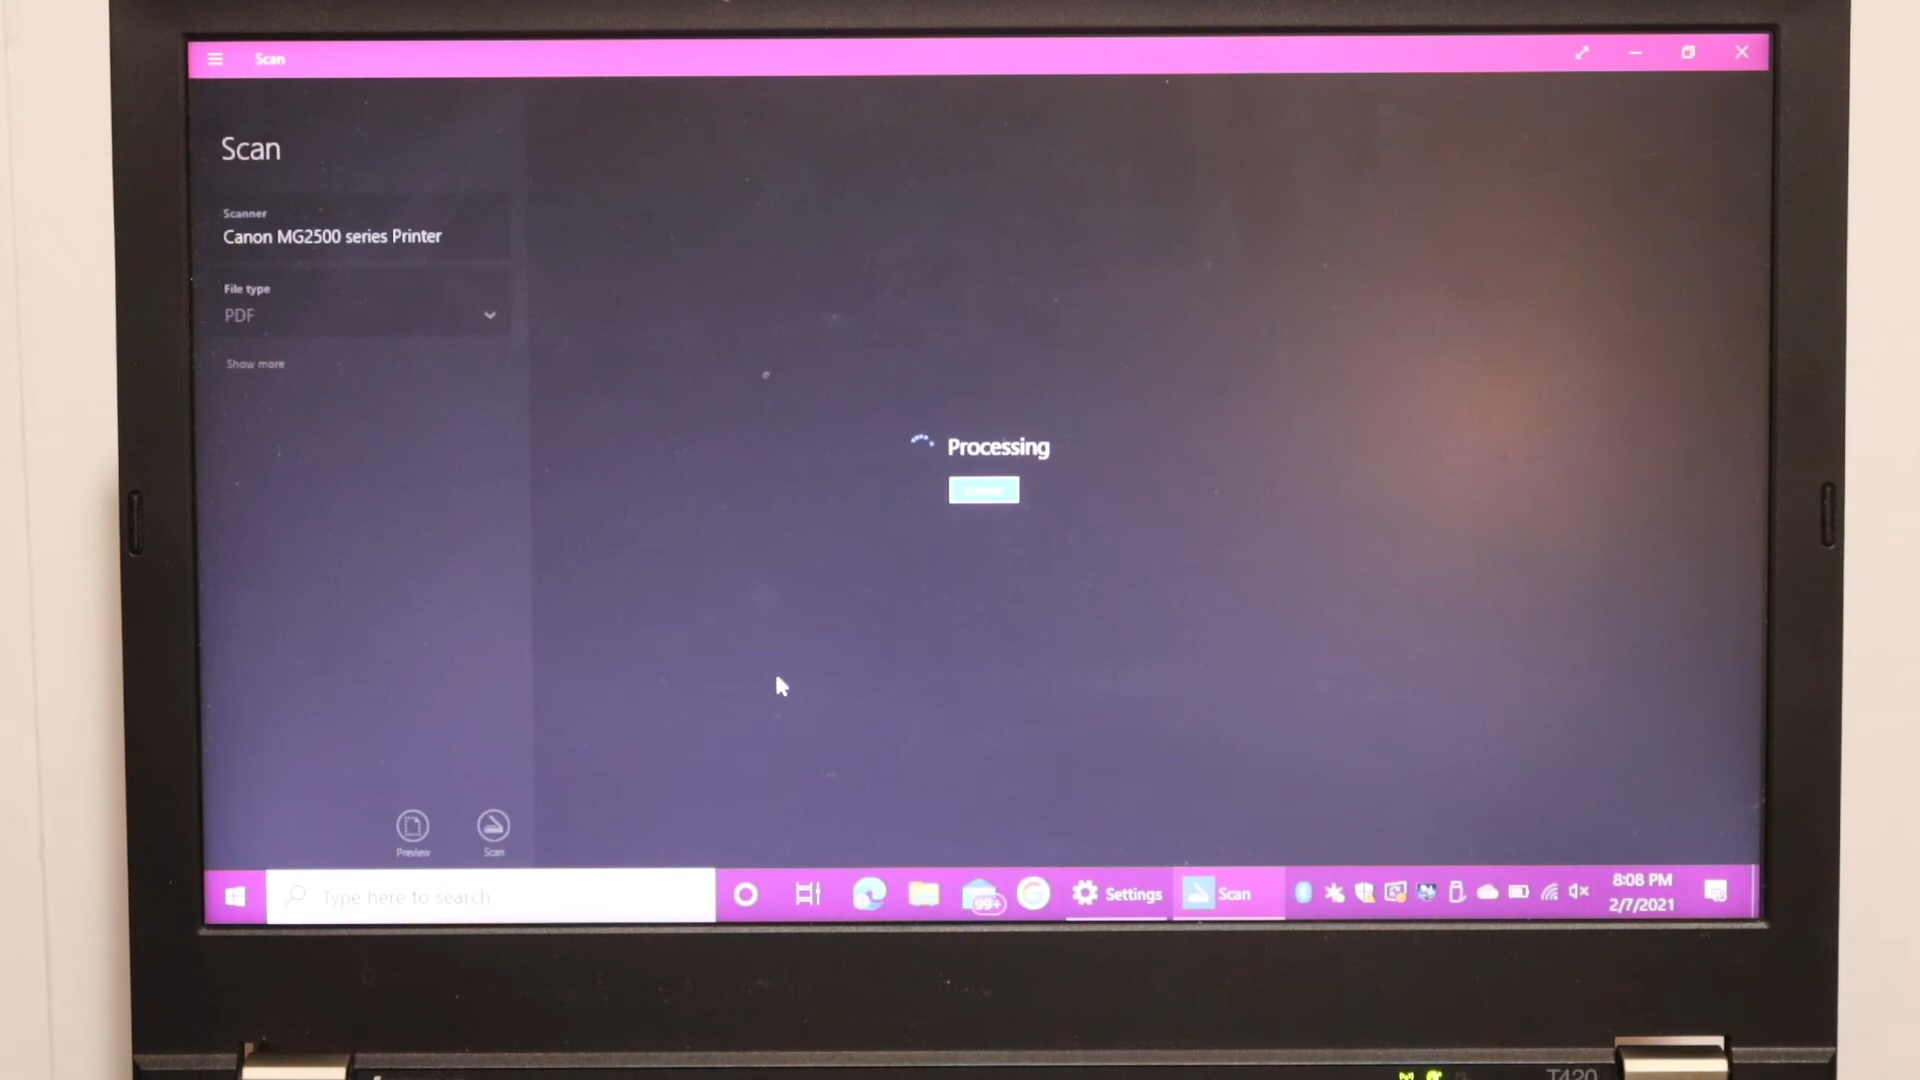 Scan
Scan
Scanner
Canon MG2500 series Printer
File type
PDF
Show more
Processing
Preview
Scan
Type here to search
99+
Settings
Scan
8:08 PM
2/7/2021
T420